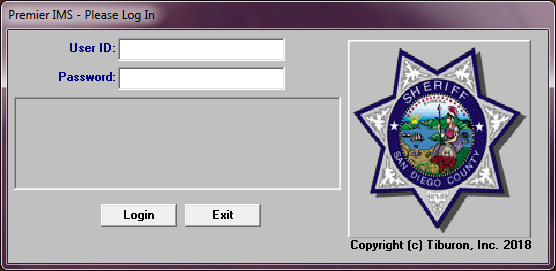 Premier IMS - Please Log In
User ID:
Password:
Login
Exit
SHERIFF
SAN DIEGO COUNTY
Copyright (c) Tiburon, Inc. 2018